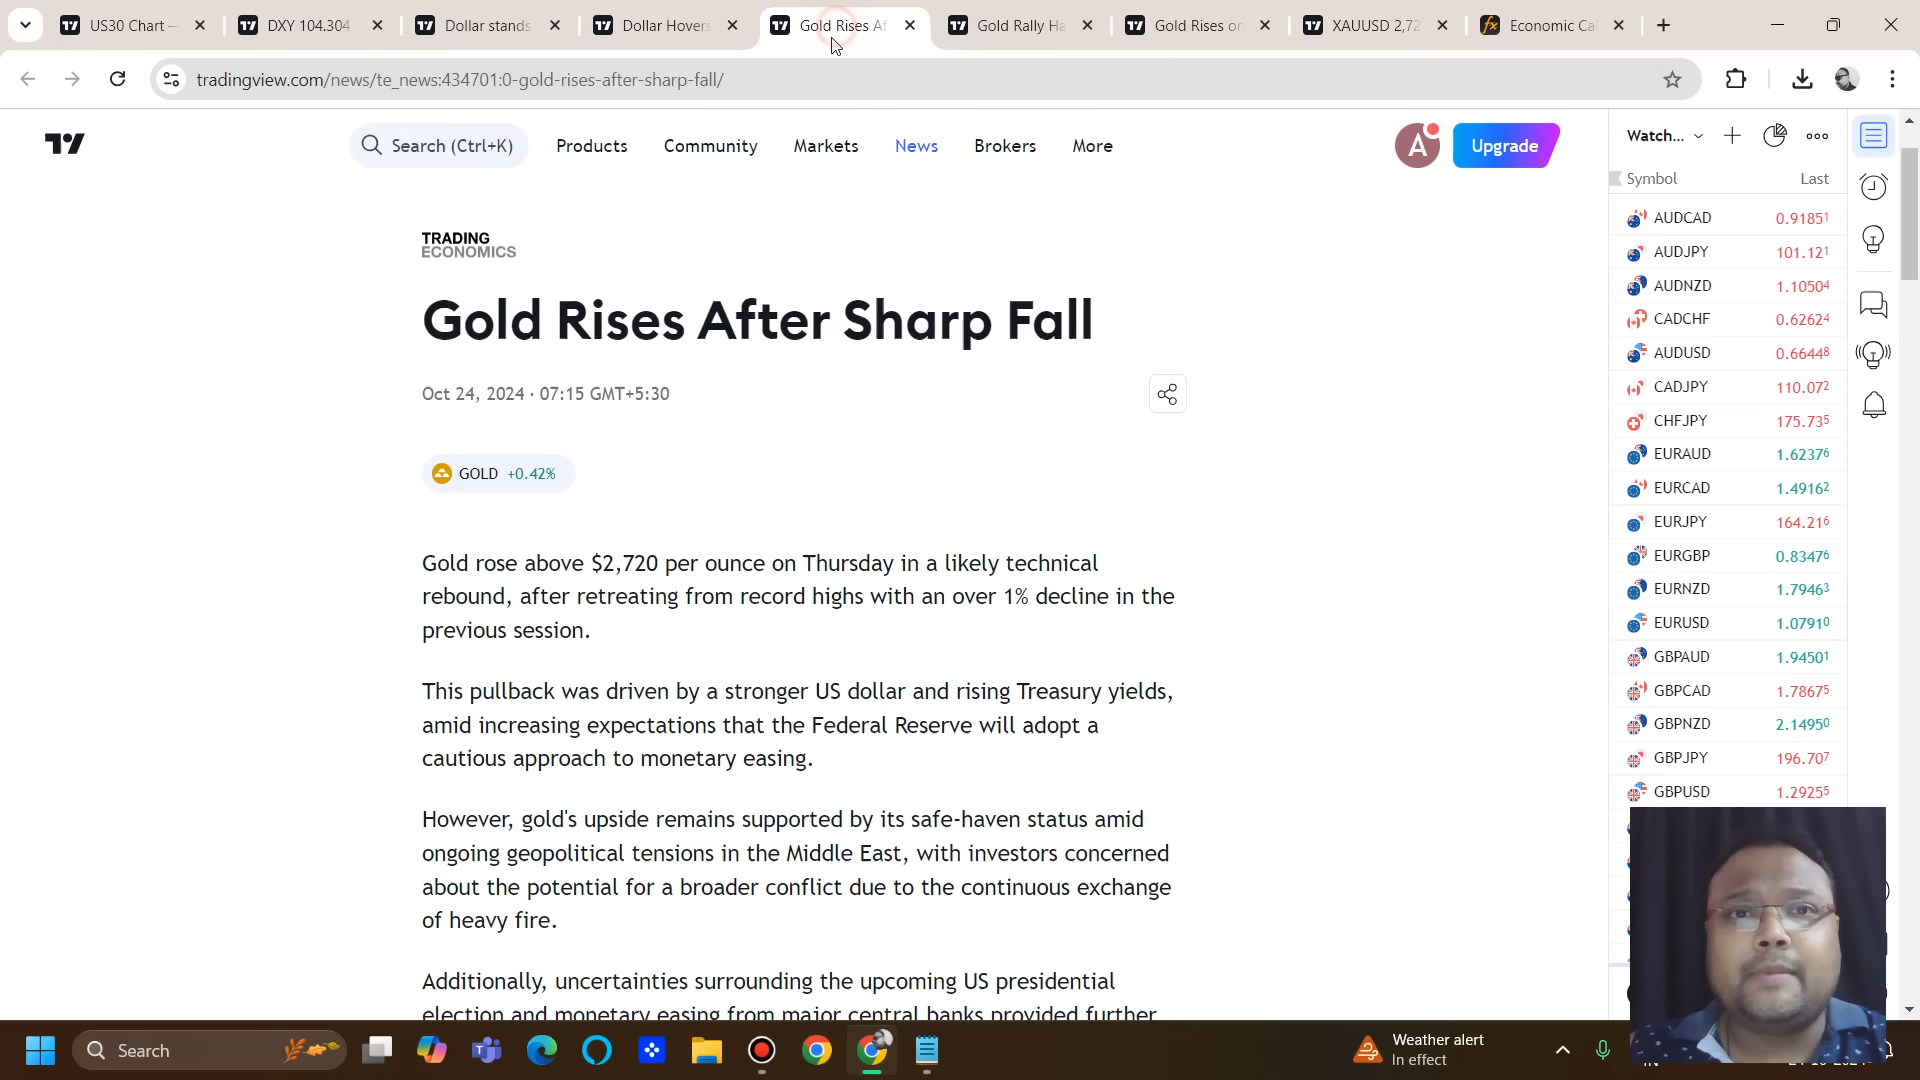 US30 Chart –
DXY 104.304
Dollar stands
Dollar Hovers
Gold Rises Af
Gold Rally Ha
Gold Rises on
XAUUSD 2,72
Economic Ca
tradingview.com/news/te_news:434701:0-gold-rises-after-sharp-fall/
Search (Ctrl+K)
Products
Community
Markets
News
Brokers
More
A
Upgrade
Watch...
Symbol
Last
TRADING
ECONOMICS
Gold Rises After Sharp Fall
Oct 24, 2024 · 07:15 GMT+5:30
GOLD +0.42%
Gold rose above $2,720 per ounce on Thursday in a likely technical
rebound, after retreating from record highs with an over 1% decline in the
previous session.
This pullback was driven by a stronger US dollar and rising Treasury yields,
amid increasing expectations that the Federal Reserve will adopt a
cautious approach to monetary easing.
However, gold's upside remains supported by its safe-haven status amid
ongoing geopolitical tensions in the Middle East, with investors concerned
about the potential for a broader conflict due to the continuous exchange
of heavy fire.
Additionally, uncertainties surrounding the upcoming US presidential
election and monetary easing from major central banks provided further
AUDCAD 0.91851
AUDJPY 101.121
AUDNZD 1.10504
CADCHF 0.62624
AUDUSD 0.66448
CADJPY 110.072
CHFJPY 175.735
EURAUD 1.62376
EURCAD 1.49162
EURJPY 164.216
EURGBP 0.83476
EURNZD 1.79463
EURUSD 1.07910
GBPAUD 1.94501
GBPCAD 1.78675
GBPNZD 2.14950
GBPJPY 196.707
GBPUSD 1.29255
Search
Weather alert
In effect